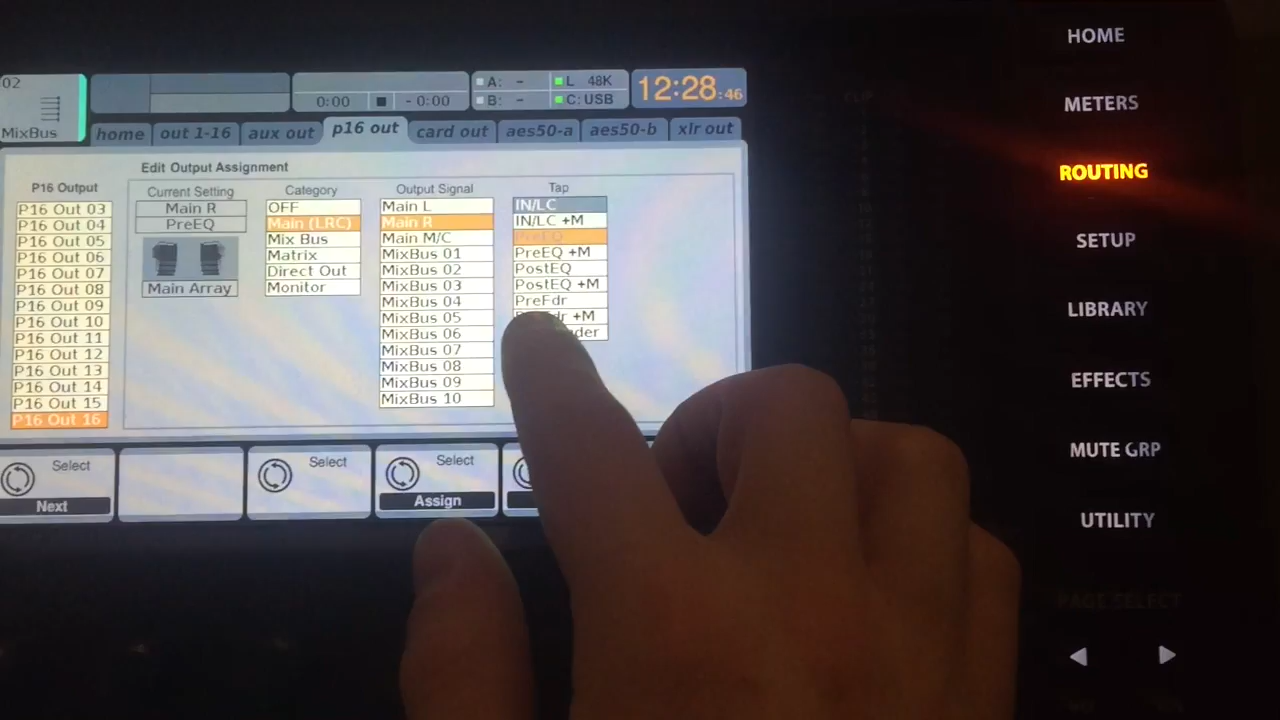 HOME
02
0:00
- 0:00
A: -
L 48K
B: -
C: USB
12:28:46
METERS
MixBus
home
out 1-16
aux out
p16 out
card out
aes50-a
aes50-b
xlr out
Edit Output Assignment
ROUTING
P16 Output
Current Setting
Category
Output Signal
Tap
P16 Out 03
P16 Out 04
P16 Out 05
P16 Out 06
P16 Out 07
P16 Out 08
P16 Out 09
P16 Out 10
P16 Out 11
P16 Out 12
P16 Out 13
P16 Out 14
P16 Out 15
P16 Out 16
Main R
PreEQ
Main Array
OFF
Main (LRC)
Mix Bus
Matrix
Direct Out
Monitor
Main L
Main R
Main M/C
MixBus 01
MixBus 02
MixBus 03
MixBus 04
MixBus 05
MixBus 06
MixBus 07
MixBus 08
MixBus 09
MixBus 10
IN/LC
IN/LC +M
PreEQ
PreEQ +M
PostEQ
PostEQ +M
PreFdr
+M
SETUP
LIBRARY
EFFECTS
MUTE GRP
Select
Next
Select
Select
Assign
UTILITY
PAGE SELECT